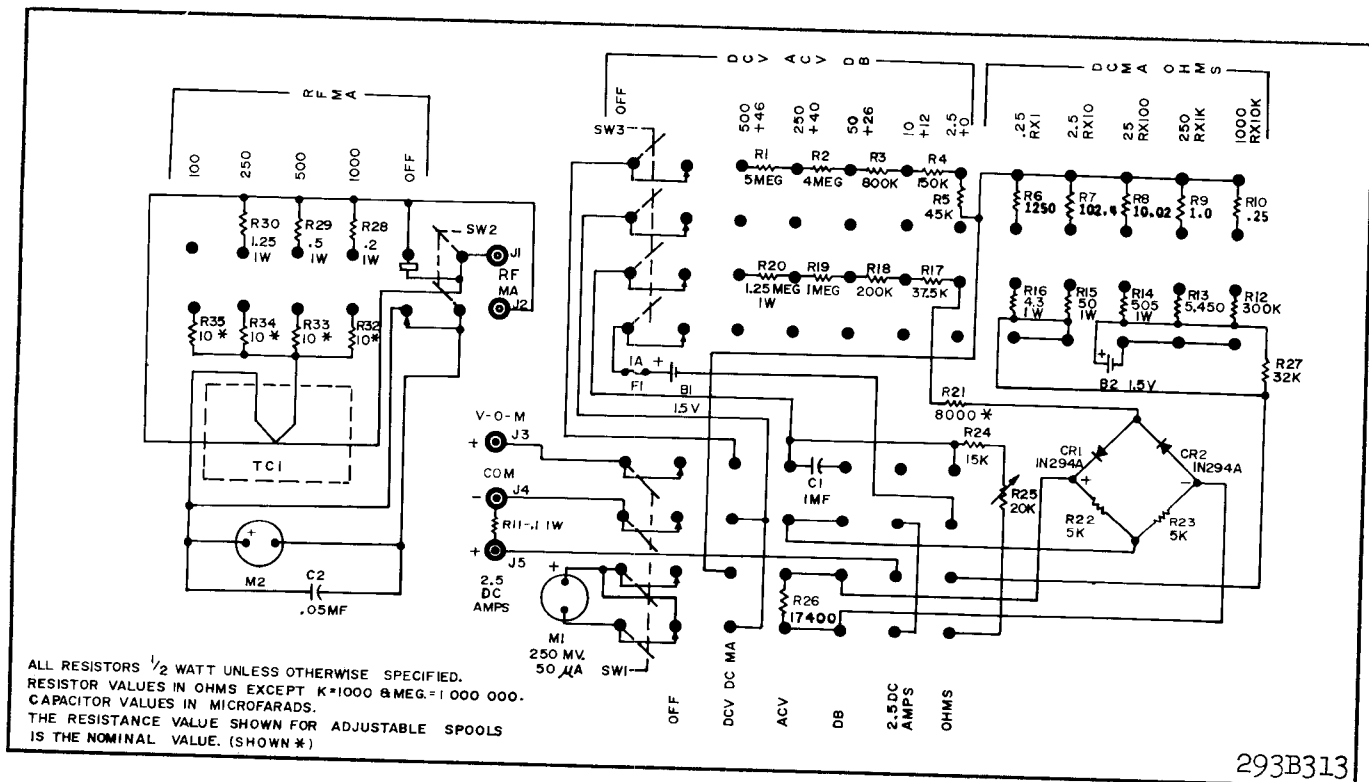 RFMA
100
250
500
1000
OFF
R30
1.25
1W
R29
.5
1W
R28
.2
1W
SW2
J1
RF
MA
J2
R35
10 *
R34
10 *
R33
10 *
R32
10 *
TC1
+
M2
C2
.05MF
DCV ACV DB
OFF
500
+46
250
+40
50
+26
10
+12
2.5
+0
SW3
R1
5MEG
R2
4MEG
R3
800K
R4
150K
R5
45K
R20
1.25 MEG
1W
R19
1MEG
R18
200K
R17
37.5K
DCMA OHMS
.25
RX1
2.5
RX10
25
RX100
250
RX1K
1000
RX10K
R6
1250
R7
102.4
R8
10.02
R9
1.0
R10
.25
R16
4.3
1W
R15
50
1W
R14
505
1W
R13
5,450
R12
300K
+
B2 1.5V
R27
32K
1A
F1
+
B1
1.5V
R21
8000 *
R24
15K
R25
20K
CR1
1N294A
CR2
1N294A
+
-
R22
5K
R23
5K
V-O-M
+
J3
COM
-
J4
R11-.1 1W
+
J5
2.5
DC
AMPS
C1
1MF
+
M1
250 MV.
50 µA
SW1
R26
17400
OFF
DCV DC MA
ACV
DB
2.5DC
AMPS
OHMS
ALL RESISTORS 1/2 WATT UNLESS OTHERWISE SPECIFIED.
RESISTOR VALUES IN OHMS EXCEPT K=1000 & MEG.=1 000 000.
CAPACITOR VALUES IN MICROFARADS.
THE RESISTANCE VALUE SHOWN FOR ADJUSTABLE SPOOLS
IS THE NOMINAL VALUE. (SHOWN *)
293B313